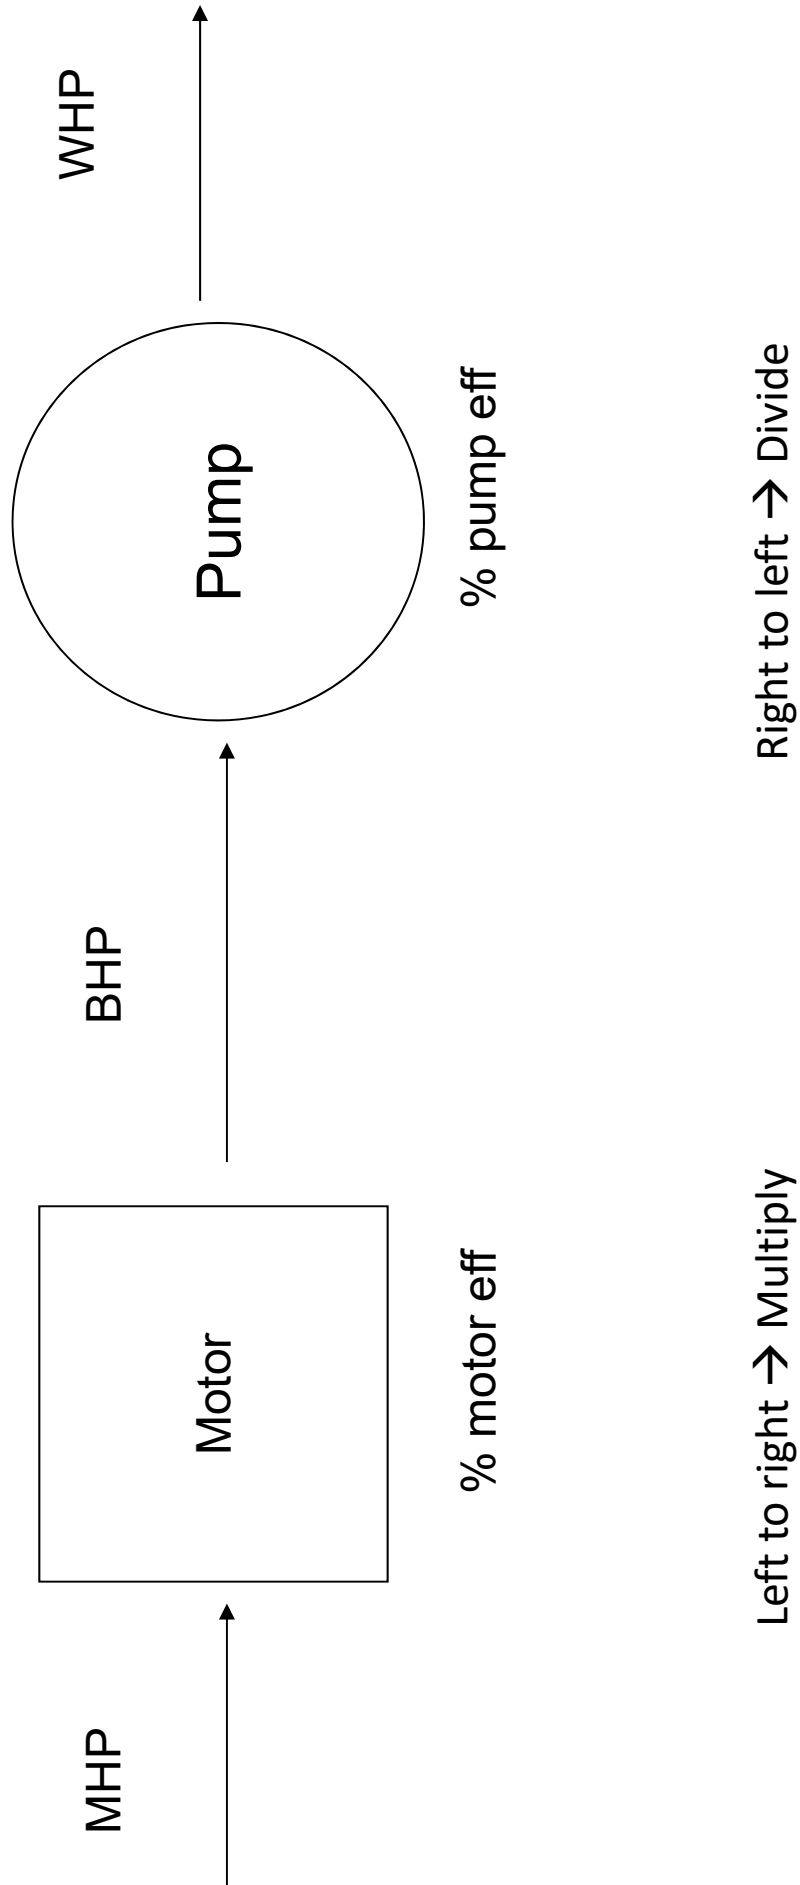 MHP
BHP
WHP
Motor
Pump
% motor eff
% pump eff
Left to right → Multiply
Right to left → Divide